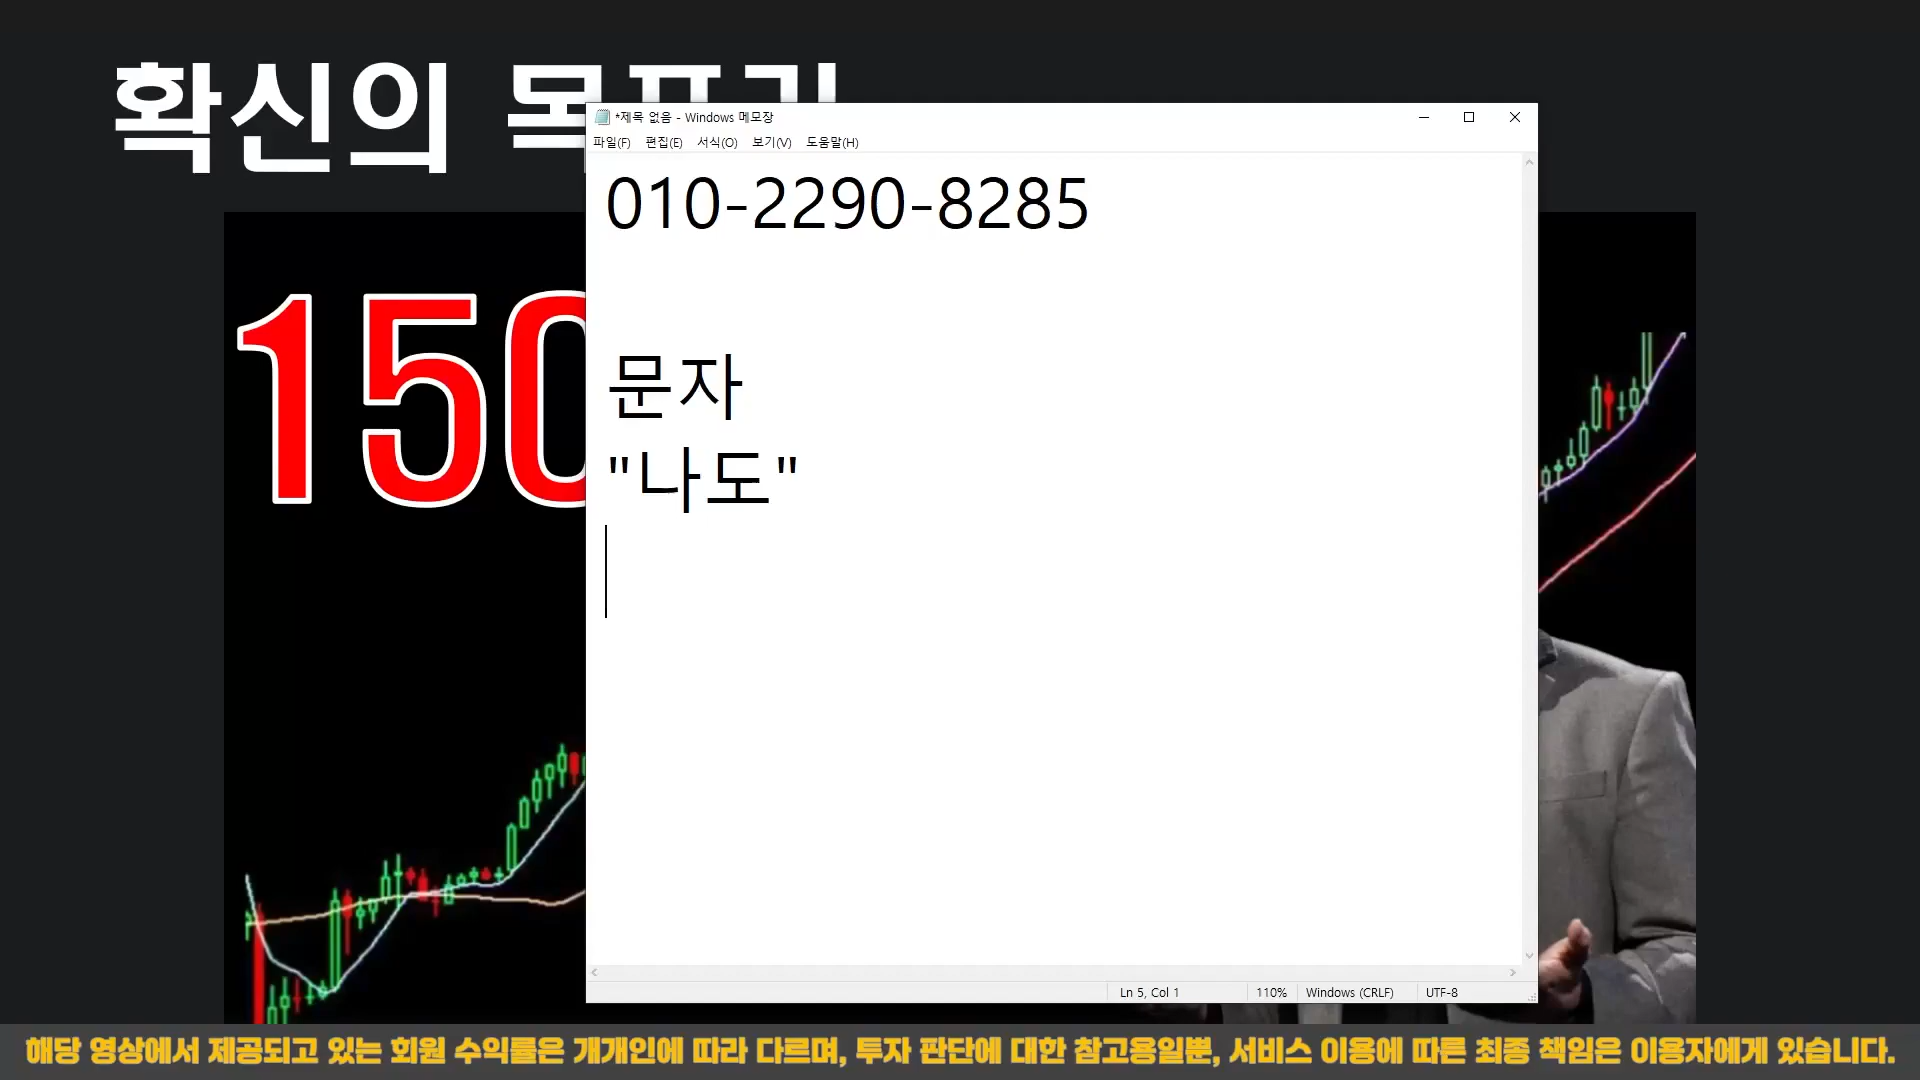 확신의
*제목 없음 - Windows 메모장
파일(F) 편집(E) 서식(O) 보기(V) 도움말(H)
010-2290-8285
150
문자
"나도"
Ln 5, Col 1 110% Windows (CRLF) UTF-8
해당 영상에서 제공되고 있는 회원 수익률은 개개인에 따라 다르며, 투자 판단에 대한 참고용일뿐, 서비스 이용에 따른 최종 책임은 이용자에게 있습니다.